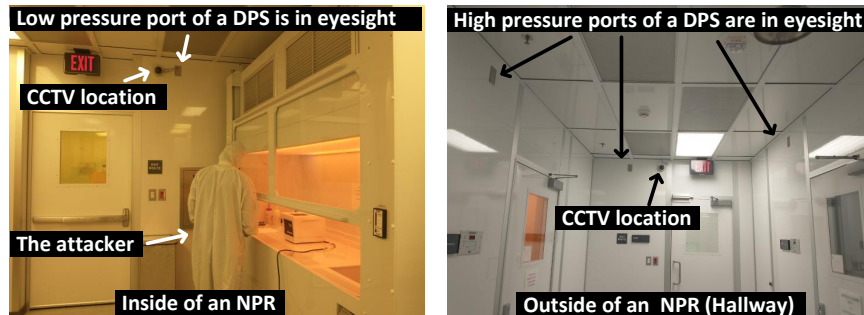 Low pressure port of a DPS is in eyesight
EXIT
CCTV location
The attacker
Inside of an NPR
High pressure ports of a DPS are in eyesight
CCTV location
Outside of an NPR (Hallway)